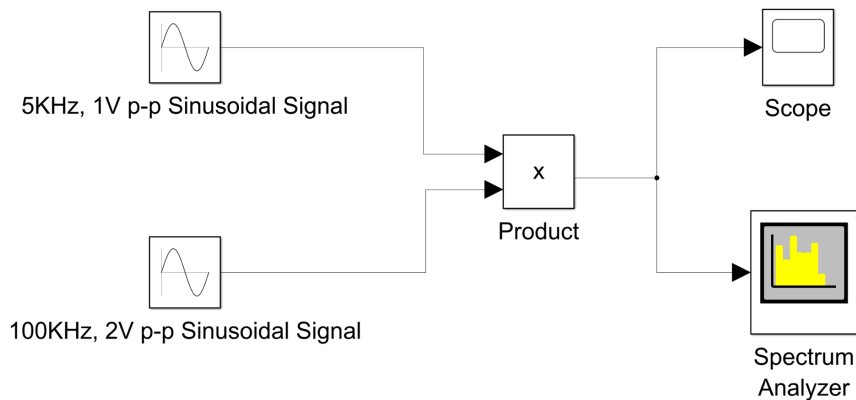 5KHz, 1V p-p Sinusoidal Signal
Scope
x
Product
100KHz, 2V p-p Sinusoidal Signal
Spectrum
Analyzer